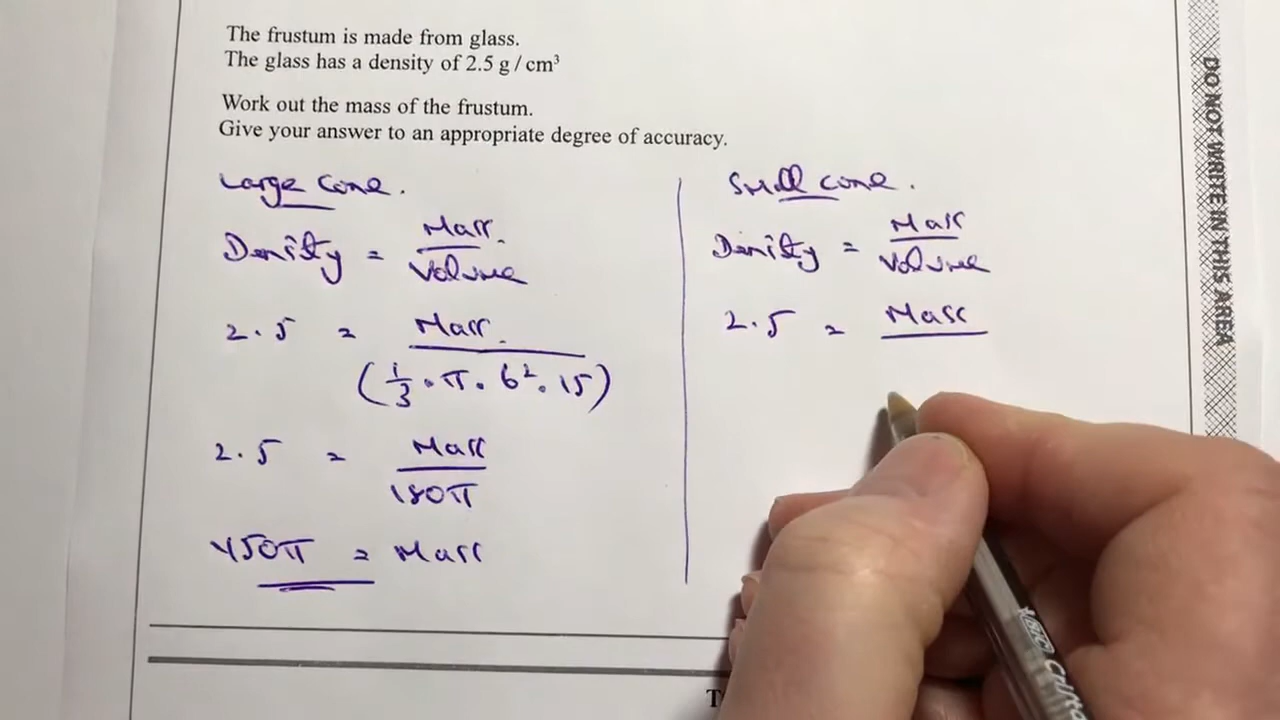 The frustum is made from glass.
The glass has a density of 2.5 g / cm³
Work out the mass of the frustum.
Give your answer to an appropriate degree of accuracy.
Large Cone.
Density = Mass / Volume
2.5 = Mass / (1/3 . π . 6² . 15)
2.5 = Mass / 180π
450π = Mass
Small cone.
Density = Mass / Volume
2.5 = Mass
DO NOT WRITE IN THIS AREA